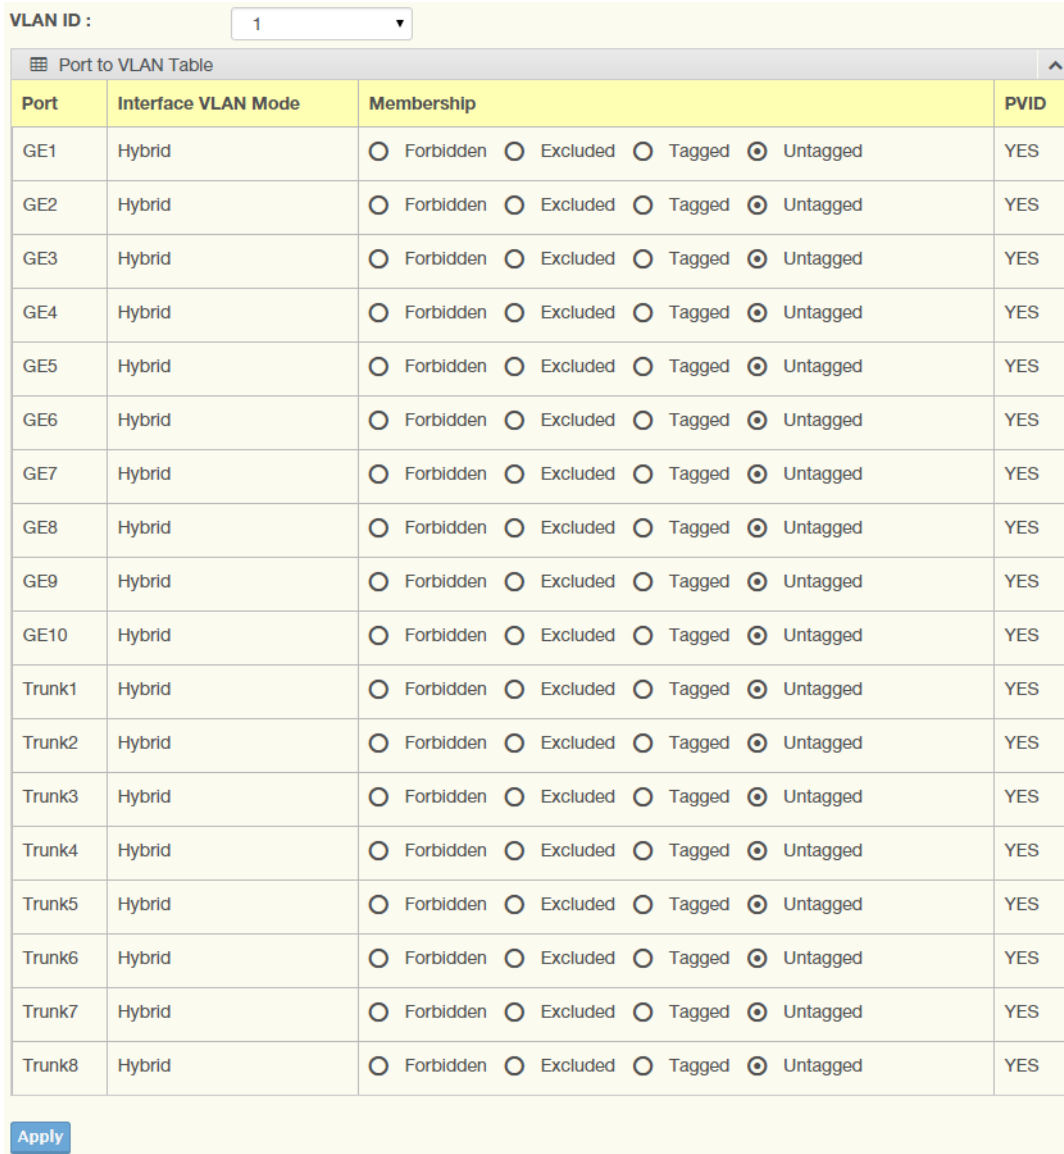 VLAN ID : 1
Port to VLAN Table
Port Interface VLAN Mode Membership PVID
GE1 Hybrid Forbidden Excluded Tagged Untagged YES
GE2 Hybrid Forbidden Excluded Tagged Untagged YES
GE3 Hybrid Forbidden Excluded Tagged Untagged YES
GE4 Hybrid Forbidden Excluded Tagged Untagged YES
GE5 Hybrid Forbidden Excluded Tagged Untagged YES
GE6 Hybrid Forbidden Excluded Tagged Untagged YES
GE7 Hybrid Forbidden Excluded Tagged Untagged YES
GE8 Hybrid Forbidden Excluded Tagged Untagged YES
GE9 Hybrid Forbidden Excluded Tagged Untagged YES
GE10 Hybrid Forbidden Excluded Tagged Untagged YES
Trunk1 Hybrid Forbidden Excluded Tagged Untagged YES
Trunk2 Hybrid Forbidden Excluded Tagged Untagged YES
Trunk3 Hybrid Forbidden Excluded Tagged Untagged YES
Trunk4 Hybrid Forbidden Excluded Tagged Untagged YES
Trunk5 Hybrid Forbidden Excluded Tagged Untagged YES
Trunk6 Hybrid Forbidden Excluded Tagged Untagged YES
Trunk7 Hybrid Forbidden Excluded Tagged Untagged YES
Trunk8 Hybrid Forbidden Excluded Tagged Untagged YES
Apply